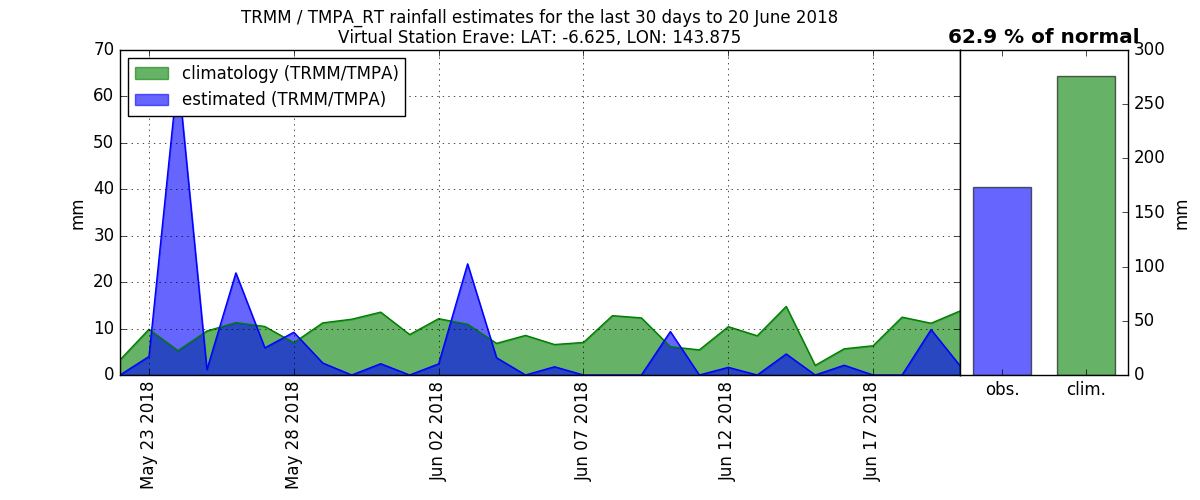 TRMM / TMPA_RT rainfall estimates for the last 30 days to 20 June 2018
Virtual Station Erave: LAT: -6.625, LON: 143.875
62.9 % of normal
climatology (TRMM/TMPA)
estimated (TRMM/TMPA)
70
60
50
40
30
20
10
0
mm
May 23 2018
May 28 2018
Jun 02 2018
Jun 07 2018
Jun 12 2018
Jun 17 2018
obs.
clim.
300
250
200
150
100
50
0
mm